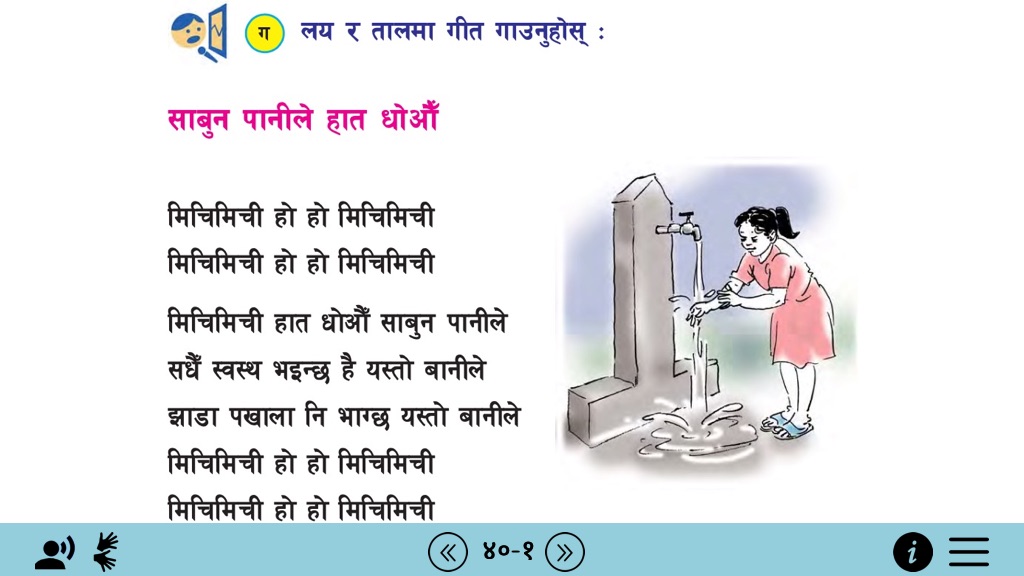 ग लय र तालमा गीत गाउनुहोस् :
साबुन पानीले हात धोऔँ
मिचिमिची हो हो मिचिमिची
मिचिमिची हो हो मिचिमिची
मिचिमिची हात धोऔँ साबुन पानीले
सधैँ स्वस्थ भइन्छ है यस्तो बानीले
झाडा पखाला नि भाग्छ यस्तो बानीले
मिचिमिची हो हो मिचिमिची
मिचिमिची हो हो मिचिमिची
४०-१